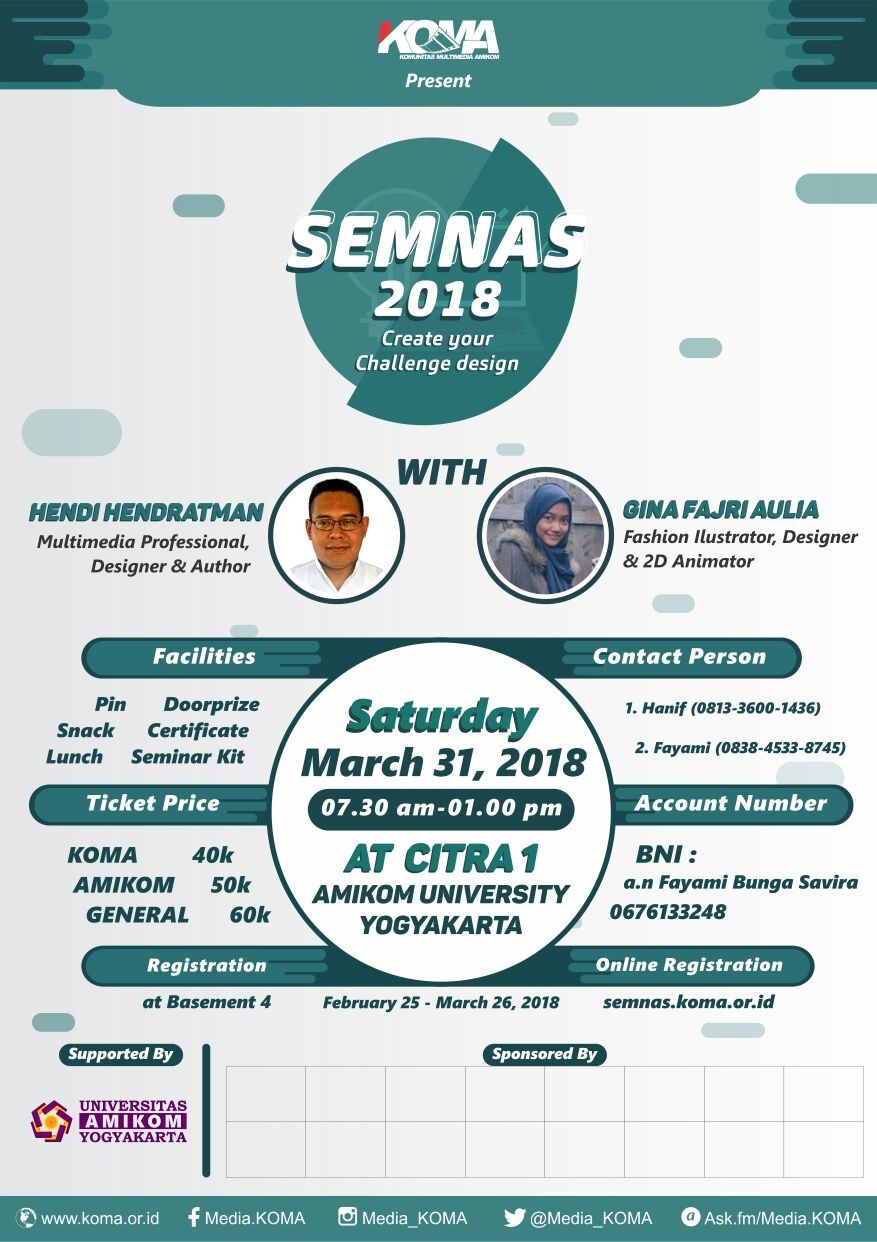 KOMA
KOMUNITAS MULTIMEDIA AMIKOM
Present
SEMNAS
2018
Create your
Challenge design
WITH
HENDI HENDRATMAN
Multimedia Professional,
Designer & Author
GINA FAJRI AULIA
Fashion Ilustrator, Designer
& 2D Animator
Facilities
Pin Doorprize
Snack Certificate
Lunch Seminar Kit
Ticket Price
KOMA 40k
AMIKOM 50k
GENERAL 60k
Saturday
March 31, 2018
07.30 am-01.00 pm
AT CITRA 1
AMIKOM UNIVERSITY
YOGYAKARTA
Contact Person
1. Hanif (0813-3600-1436)
2. Fayami (0838-4533-8745)
Account Number
BNI :
a.n Fayami Bunga Savira
0676133248
Registration
at Basement 4
February 25 - March 26, 2018
Online Registration
semnas.koma.or.id
Supported By
UNIVERSITAS
AMIKOM
YOGYAKARTA
Sponsored By
www.koma.or.id
Media.KOMA
Media_KOMA
@Media_KOMA
Ask.fm/Media.KOMA